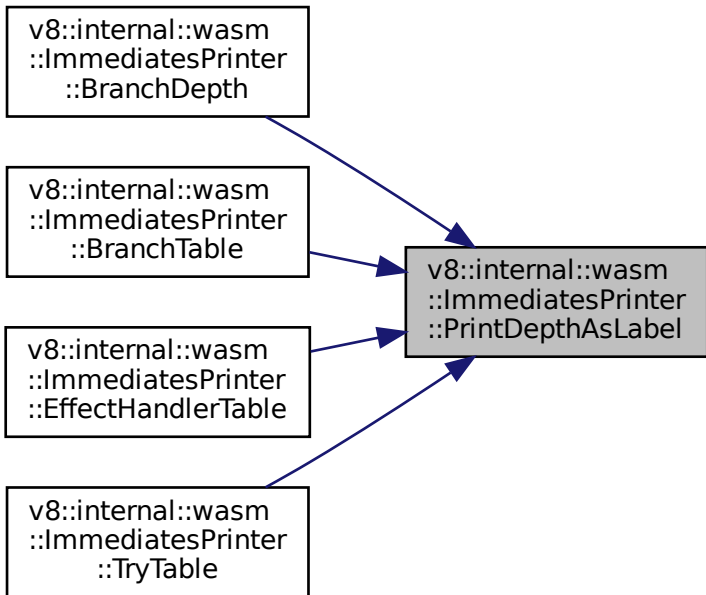 v8::internal::wasm
::ImmediatesPrinter
::BranchDepth
v8::internal::wasm
::ImmediatesPrinter
::BranchTable
v8::internal::wasm
::ImmediatesPrinter
::PrintDepthAsLabel
v8::internal::wasm
::ImmediatesPrinter
::EffectHandlerTable
v8::internal::wasm
::ImmediatesPrinter
::TryTable